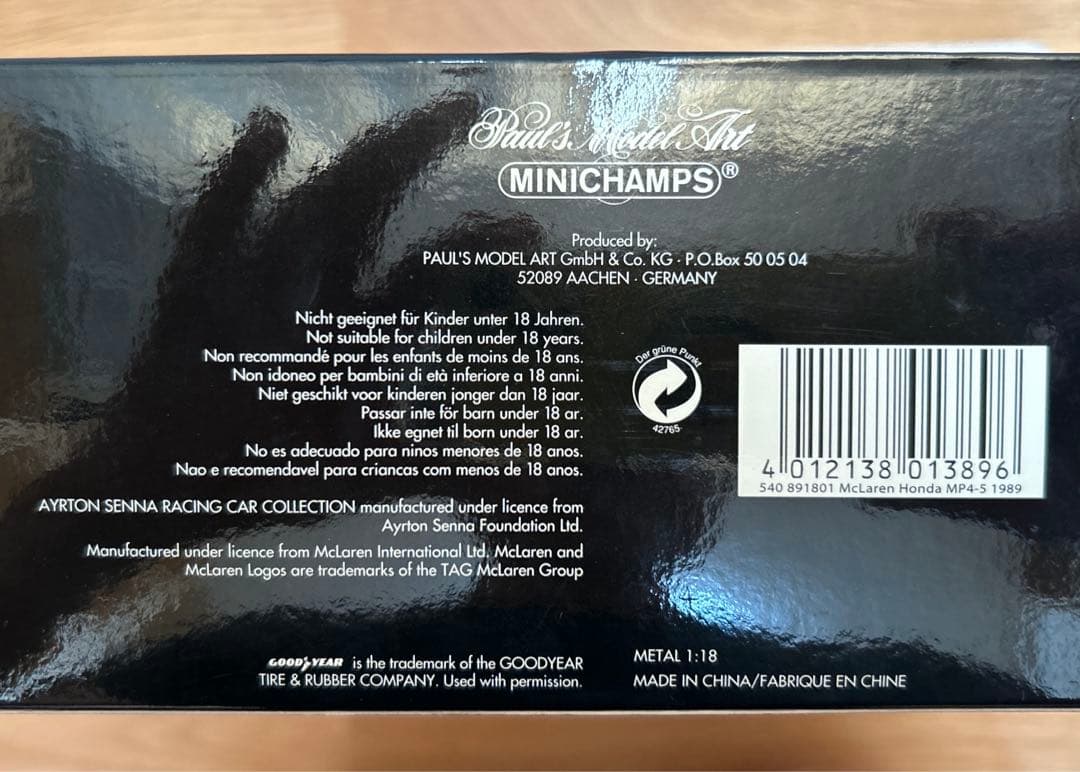 Paul's Model Art
MINICHAMPS®
Produced by:
PAUL'S MODEL ART GmbH & Co. KG · P.O.Box 50 05 04
52089 AACHEN · GERMANY
Nicht geeignet für Kinder unter 18 Jahren.
Not suitable for children under 18 years.
Non recommandé pour les enfants de moins de 18 ans.
Non idoneo per bambini di età inferiore a 18 anni.
Niet geschikt voor kinderen jonger dan 18 jaar.
Passar inte för barn under 18 ar.
Ikke egnet til born under 18 ar.
No es adecuado para ninos menores de 18 anos.
Nao e recomendavel para criancas com menos de 18 anos.
AYRTON SENNA RACING CAR COLLECTION manufactured under licence from
Ayrton Senna Foundation Ltd.
Manufactured under licence from McLaren International Ltd. McLaren and
McLaren Logos are trademarks of the TAG McLaren Group
GOODYEAR is the trademark of the GOODYEAR
TIRE & RUBBER COMPANY. Used with permission.
Der grüne Punkt
42765-
4 012138 013896
540 891801 McLaren Honda MP4-5 1989
METAL 1:18
MADE IN CHINA/FABRIQUE EN CHINE